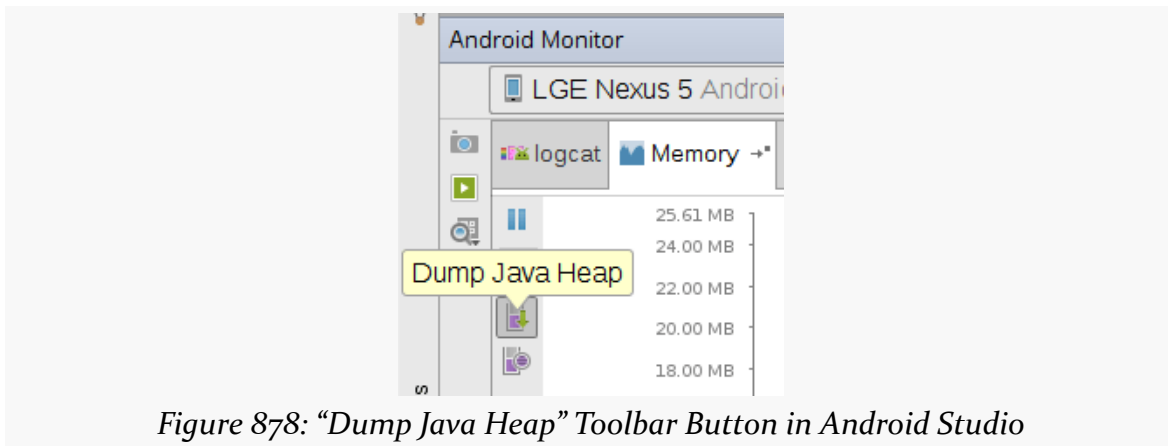 Android Monitor
LGE Nexus 5 Androi
logcat Memory
25.61 MB
24.00 MB
Dump Java Heap
22.00 MB
20.00 MB
18.00 MB
s
Figure 878: “Dump Java Heap” Toolbar Button in Android Studio